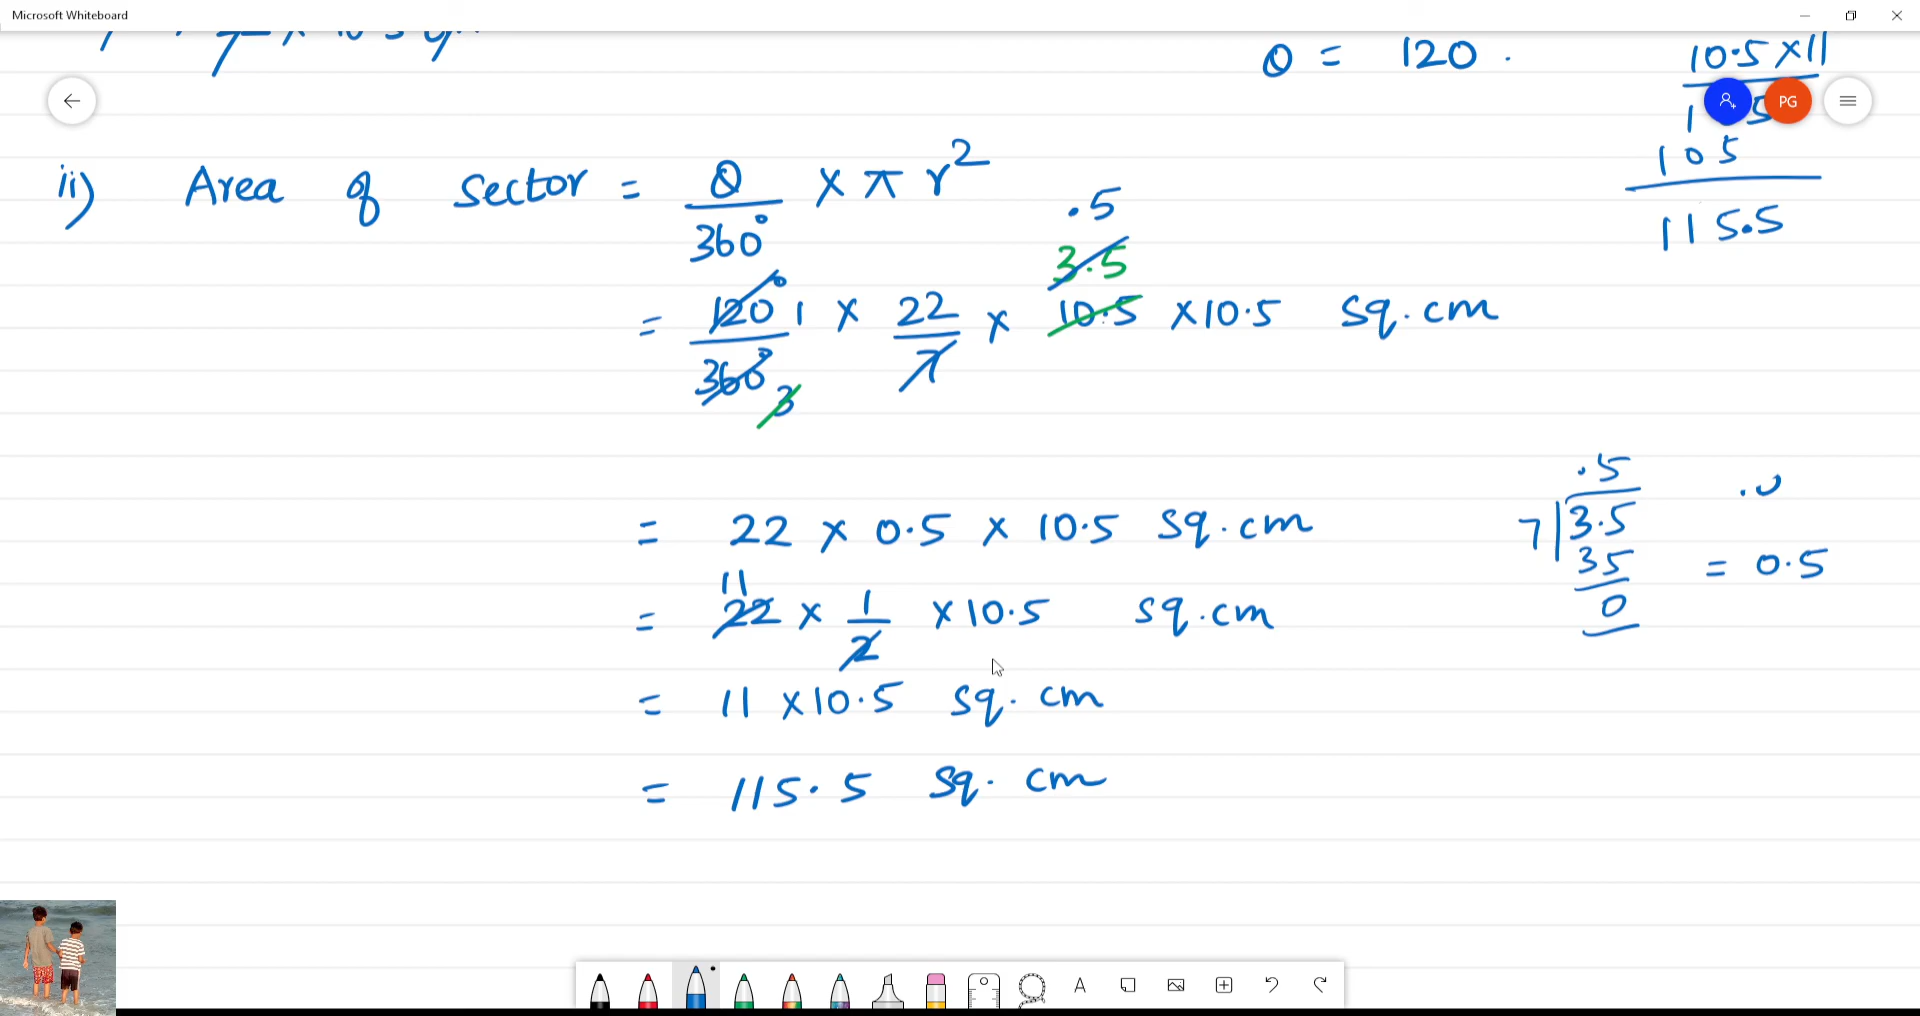 Microsoft Whiteboard
θ = 120.
10.5 × 11
PG
105
115.5
ii) Area of sector = θ/360° × π r²
.5
3.5
= 120°/360° 1 × 22/7 × 10.5 × 10.5 sq. cm
3
= 22 × 0.5 × 10.5 sq. cm
11
= 22 × 1/2 × 10.5 sq. cm
= 11 × 10.5 sq. cm
= 115.5 sq. cm
.5
7 3.5
35 = 0.5
0
A